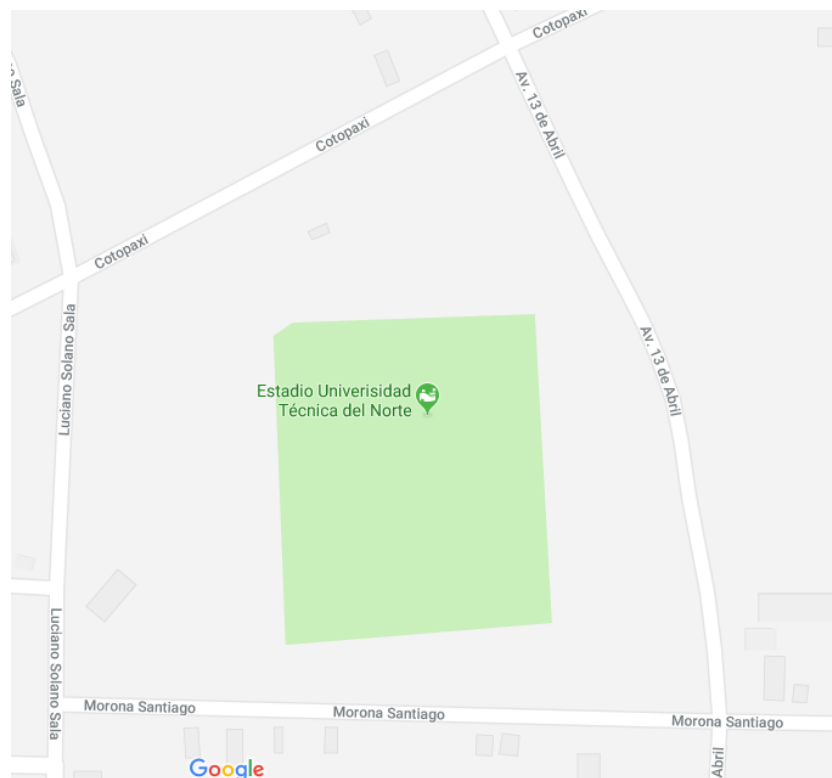 Cotopaxi
Sala
Av. 13 de Abril
Cotopaxi
Cotopaxi
Luciano Solano Sala
Av. 13 de Abril
Estadio Univerisidad
Técnica del Norte
Luciano Solano Sala
Morona Santiago
Morona Santiago
Morona Santiago
Abril
Google